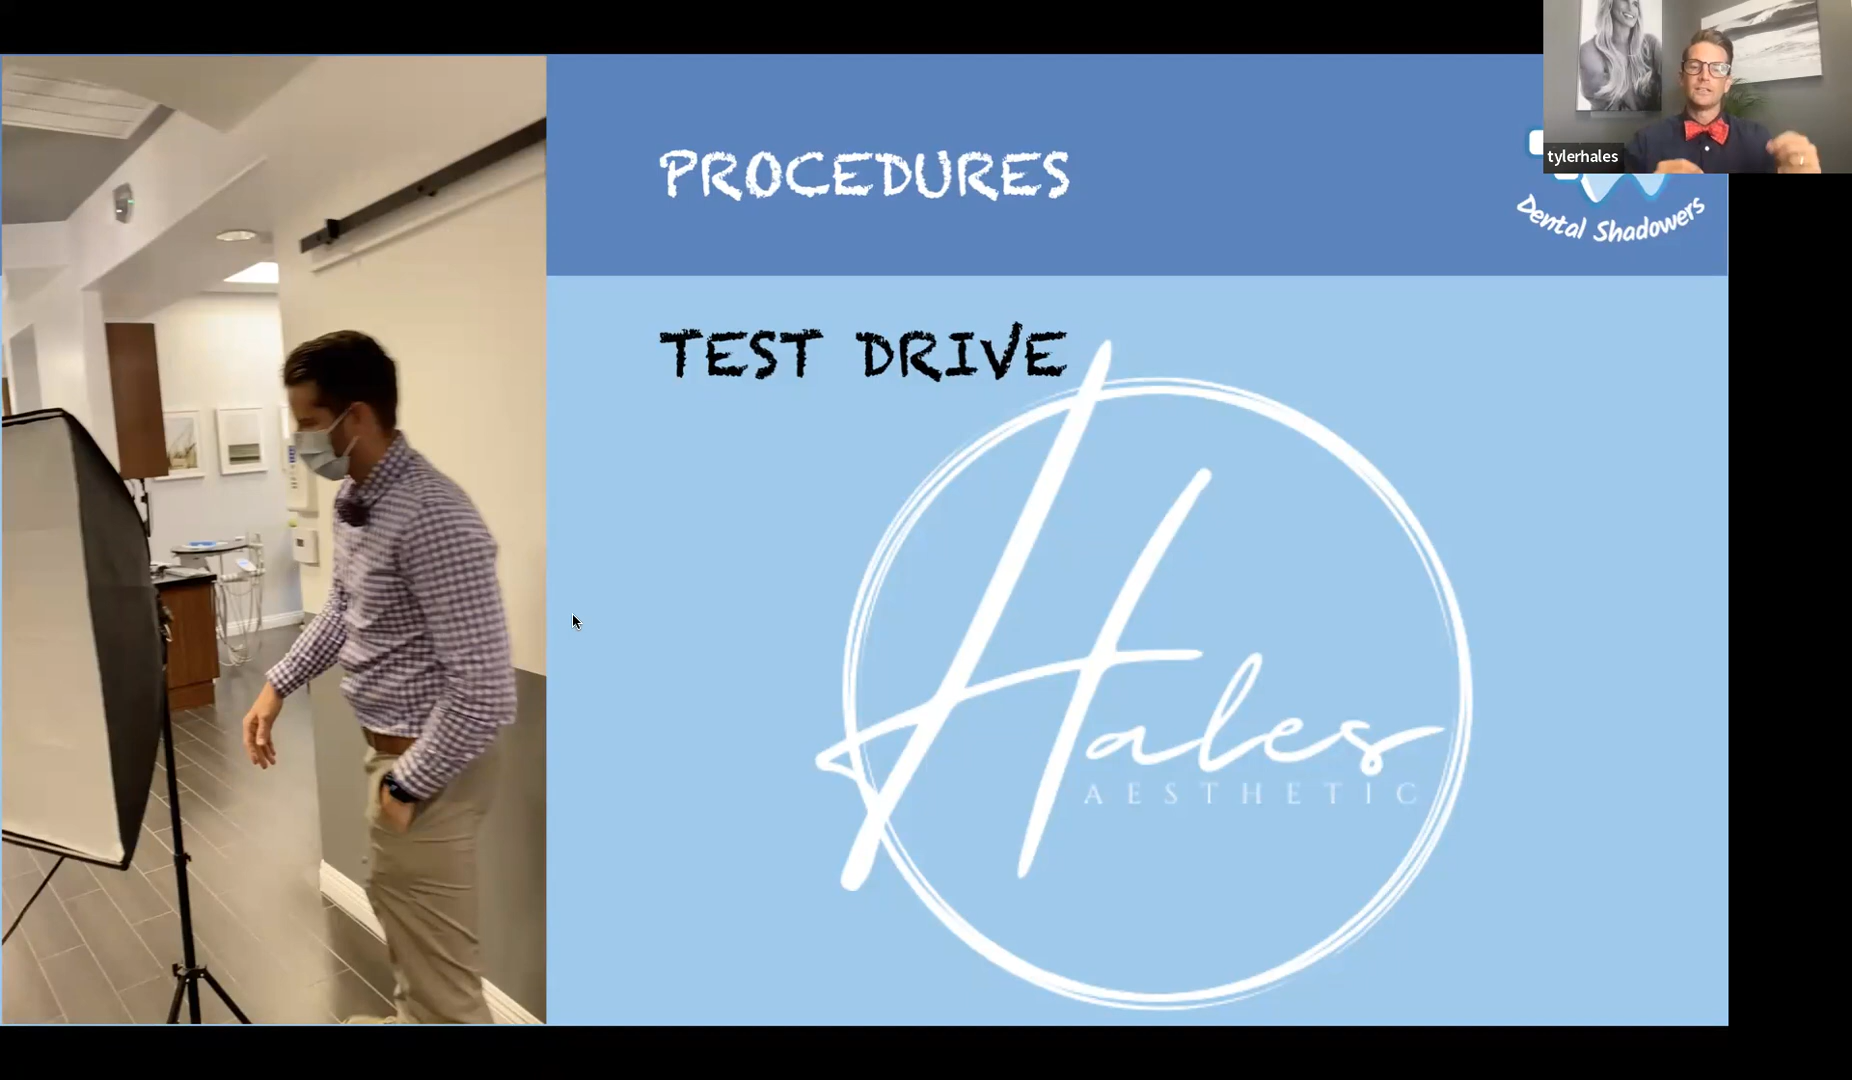 PROCEDURES
tylerhales
Dental Shadowers
TEST DRIVE
Hales
AESTHETIC